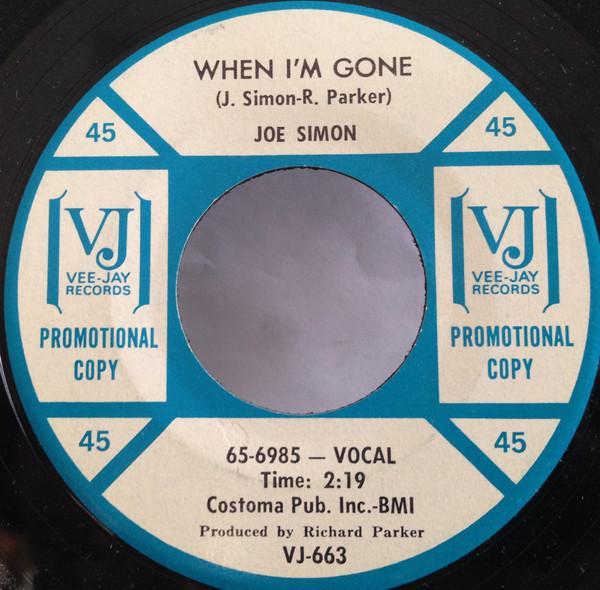 WHEN I'M GONE
(J. Simon-R. Parker)
JOE SIMON
45
45
VJ
VEE-JAY
RECORDS
PROMOTIONAL
COPY
VJ
VEE-JAY
RECORDS
PROMOTIONAL
COPY
45
45
65-6985 — VOCAL
Time: 2:19
Costoma Pub. Inc.-BMI
Produced by Richard Parker
VJ-663